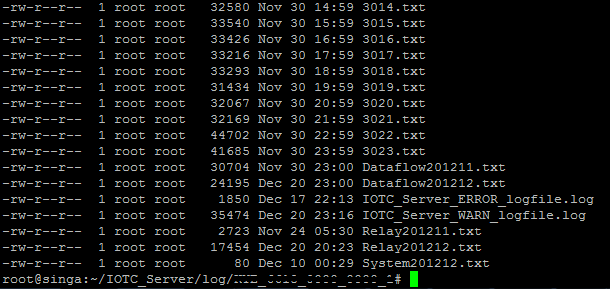 -rw-r--r-- 1 root root 32580 Nov 30 14:59 3014.txt
-rw-r--r-- 1 root root 33540 Nov 30 15:59 3015.txt
-rw-r--r-- 1 root root 33426 Nov 30 16:59 3016.txt
-rw-r--r-- 1 root root 33216 Nov 30 17:59 3017.txt
-rw-r--r-- 1 root root 33293 Nov 30 18:59 3018.txt
-rw-r--r-- 1 root root 31434 Nov 30 19:59 3019.txt
-rw-r--r-- 1 root root 32067 Nov 30 20:59 3020.txt
-rw-r--r-- 1 root root 32169 Nov 30 21:59 3021.txt
-rw-r--r-- 1 root root 44702 Nov 30 22:59 3022.txt
-rw-r--r-- 1 root root 41685 Nov 30 23:59 3023.txt
-rw-r--r-- 1 root root 30704 Nov 30 23:00 Dataflow201211.txt
-rw-r--r-- 1 root root 24195 Dec 20 23:00 Dataflow201212.txt
-rw-r--r-- 1 root root 1850 Dec 17 22:13 IOTC_Server_ERROR_logfile.log
-rw-r--r-- 1 root root 35474 Dec 20 23:16 IOTC_Server_WARN_logfile.log
-rw-r--r-- 1 root root 2723 Nov 24 05:30 Relay201211.txt
-rw-r--r-- 1 root root 17454 Dec 20 20:23 Relay201212.txt
-rw-r--r-- 1 root root 80 Dec 10 00:29 System201212.txt
root@singa:~/IOTC_Server/log/